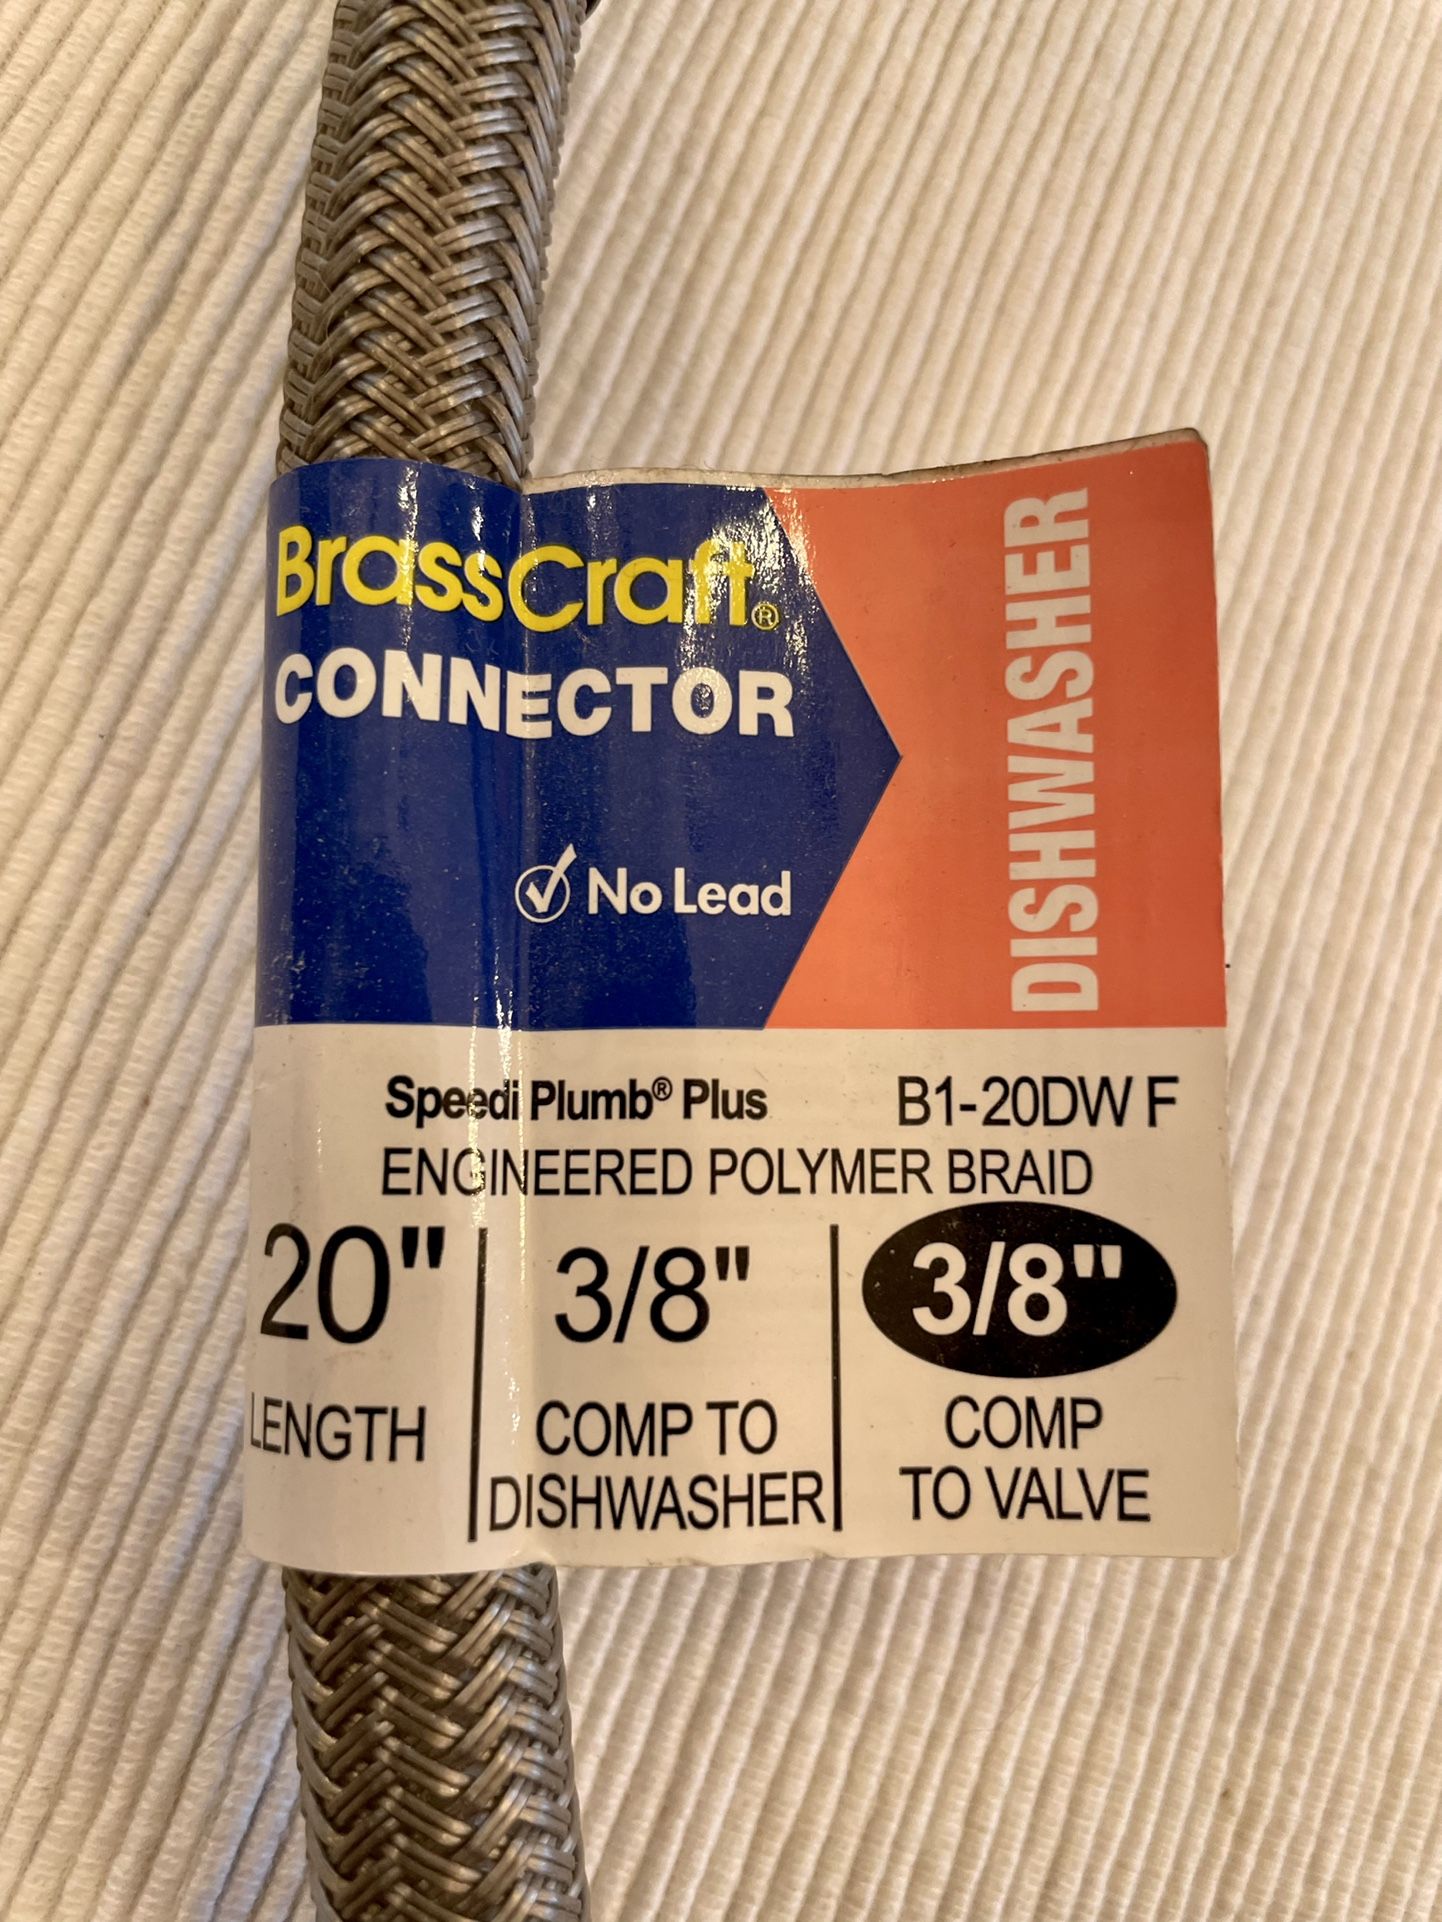 BrassCraft®
CONNECTOR
No Lead
DISHWASHER
Speedi Plumb® Plus B1-20DW F
ENGINEERED POLYMER BRAID
20"
LENGTH
3/8"
COMP TO
DISHWASHER
3/8"
COMP
TO VALVE